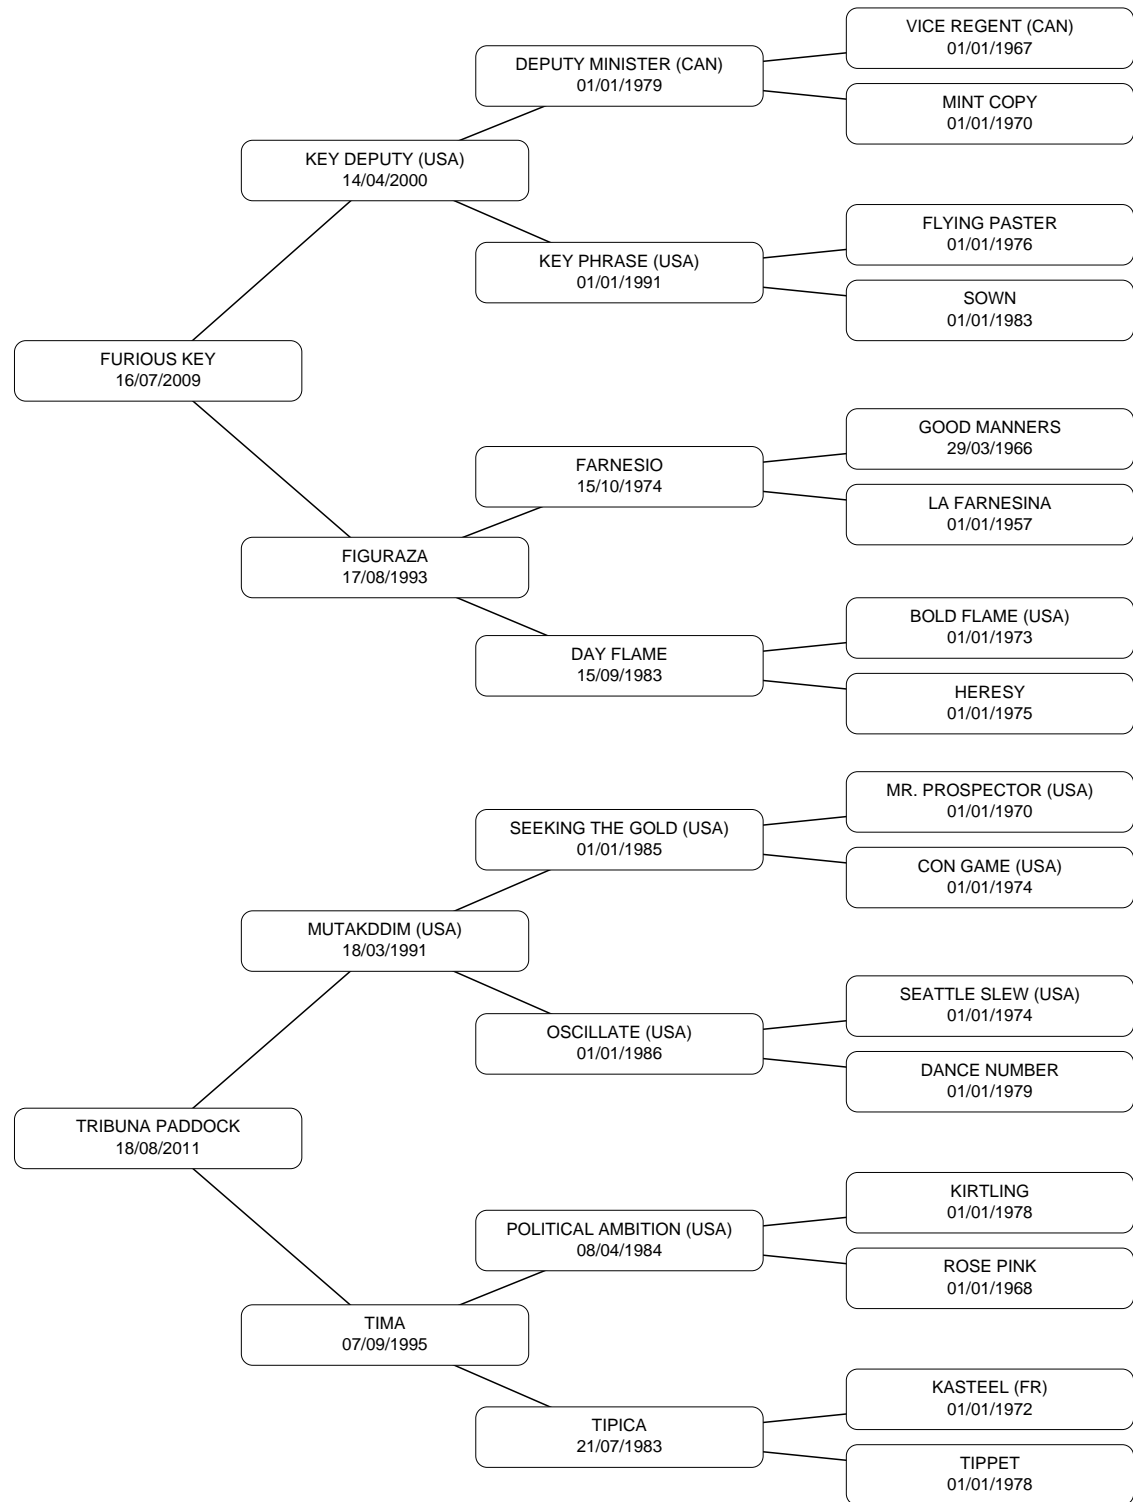 VICE REGENT (CAN)
01/01/1967
DEPUTY MINISTER (CAN)
01/01/1979
MINT COPY
01/01/1970
KEY DEPUTY (USA)
14/04/2000
FLYING PASTER
01/01/1976
KEY PHRASE (USA)
01/01/1991
SOWN
01/01/1983
FURIOUS KEY
16/07/2009
GOOD MANNERS
29/03/1966
FARNESIO
15/10/1974
LA FARNESINA
01/01/1957
FIGURAZA
17/08/1993
BOLD FLAME (USA)
01/01/1973
DAY FLAME
15/09/1983
HERESY
01/01/1975
MR. PROSPECTOR (USA)
01/01/1970
SEEKING THE GOLD (USA)
01/01/1985
CON GAME (USA)
01/01/1974
MUTAKDDIM (USA)
18/03/1991
SEATTLE SLEW (USA)
01/01/1974
OSCILLATE (USA)
01/01/1986
DANCE NUMBER
01/01/1979
TRIBUNA PADDOCK
18/08/2011
KIRTLING
01/01/1978
POLITICAL AMBITION (USA)
08/04/1984
ROSE PINK
01/01/1968
TIMA
07/09/1995
KASTEEL (FR)
01/01/1972
TIPICA
21/07/1983
TIPPET
01/01/1978